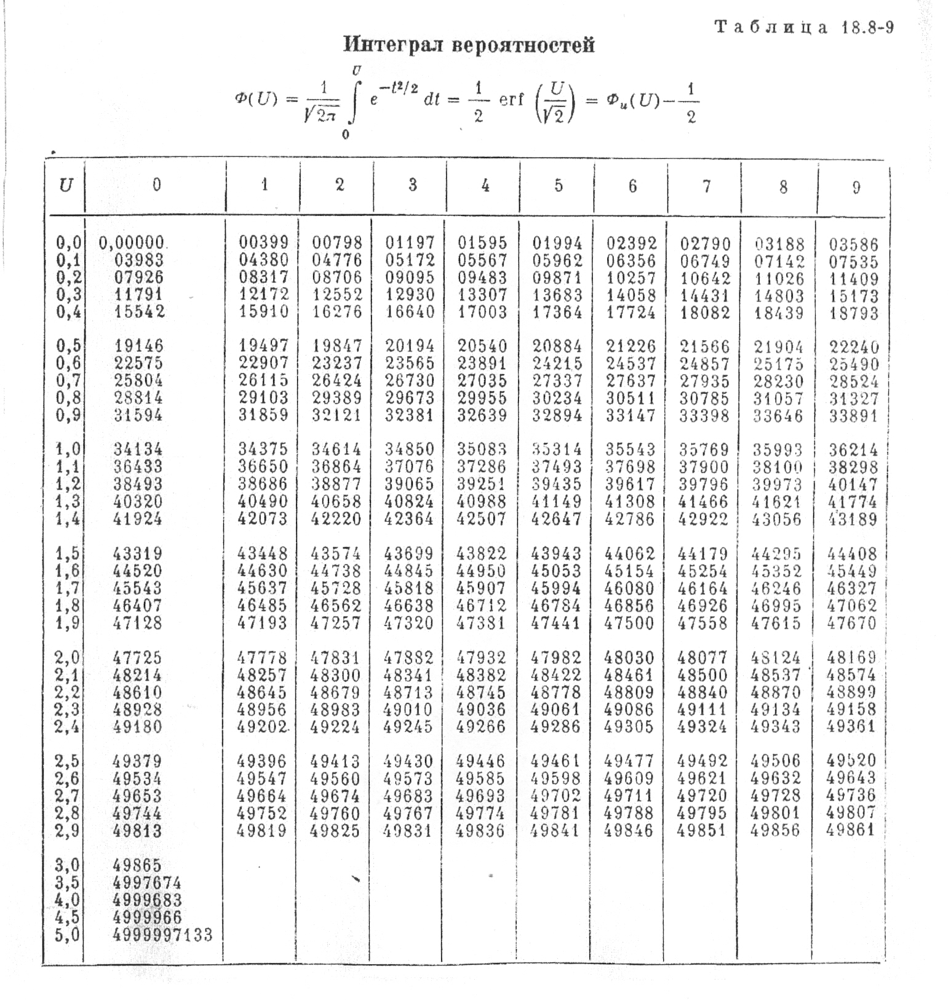 Таблица 18.8-9
Интеграл вероятностей
Φ(U) = 1/√2π ∫₀ᵁ e^{−t²/2} dt = 1/2 erf (U/√2) = Φᵤ(U) − 1/2
U 0 1 2 3 4 5 6 7 8 9
0,0 0,00000 00399 00798 01197 01595 01994 02392 02790 03188 03586
0,1 03983 04380 04776 05172 05567 05962 06356 06749 07142 07535
0,2 07926 08317 08706 09095 09483 09871 10257 10642 11026 11409
0,3 11791 12172 12552 12930 13307 13683 14058 14431 14803 15173
0,4 15542 15910 16276 16640 17003 17364 17724 18082 18439 18793
0,5 19146 19497 19847 20194 20540 20884 21226 21566 21904 22240
0,6 22575 22907 23237 23565 23891 24215 24537 24857 25175 25490
0,7 25804 26115 26424 26730 27035 27337 27637 27935 28230 28524
0,8 28814 29103 29389 29673 29955 30234 30511 30785 31057 31327
0,9 31594 31859 32121 32381 32639 32894 33147 33398 33646 33891
1,0 34134 34375 34614 34850 35083 35314 35543 35769 35993 36214
1,1 36433 36650 36864 37076 37286 37493 37698 37900 38100 38298
1,2 38493 38686 38877 39065 39251 39435 39617 39796 39973 40147
1,3 40320 40490 40658 40824 40988 41149 41308 41466 41621 41774
1,4 41924 42073 42220 42364 42507 42647 42786 42922 43056 43189
1,5 43319 43448 43574 43699 43822 43943 44062 44179 44295 44408
1,6 44520 44630 44738 44845 44950 45053 45154 45254 45352 45449
1,7 45543 45637 45728 45818 45907 45994 46080 46164 46246 46327
1,8 46407 46485 46562 46638 46712 46784 46856 46926 46995 47062
1,9 47128 47193 47257 47320 47381 47441 47500 47558 47615 47670
2,0 47725 47778 47831 47882 47932 47982 48030 48077 48124 48169
2,1 48214 48257 48300 48341 48382 48422 48461 48500 48537 48574
2,2 48610 48645 48679 48713 48745 48778 48809 48840 48870 48899
2,3 48928 48956 48983 49010 49036 49061 49086 49111 49134 49158
2,4 49180 49202 49224 49245 49266 49286 49305 49324 49343 49361
2,5 49379 49396 49413 49430 49446 49461 49477 49492 49506 49520
2,6 49534 49547 49560 49573 49585 49598 49609 49621 49632 49643
2,7 49653 49664 49674 49683 49693 49702 49711 49720 49728 49736
2,8 49744 49752 49760 49767 49774 49781 49788 49795 49801 49807
2,9 49813 49819 49825 49831 49836 49841 49846 49851 49856 49861
3,0 49865
3,5 4997674
4,0 4999683
4,5 4999966
5,0 4999997133